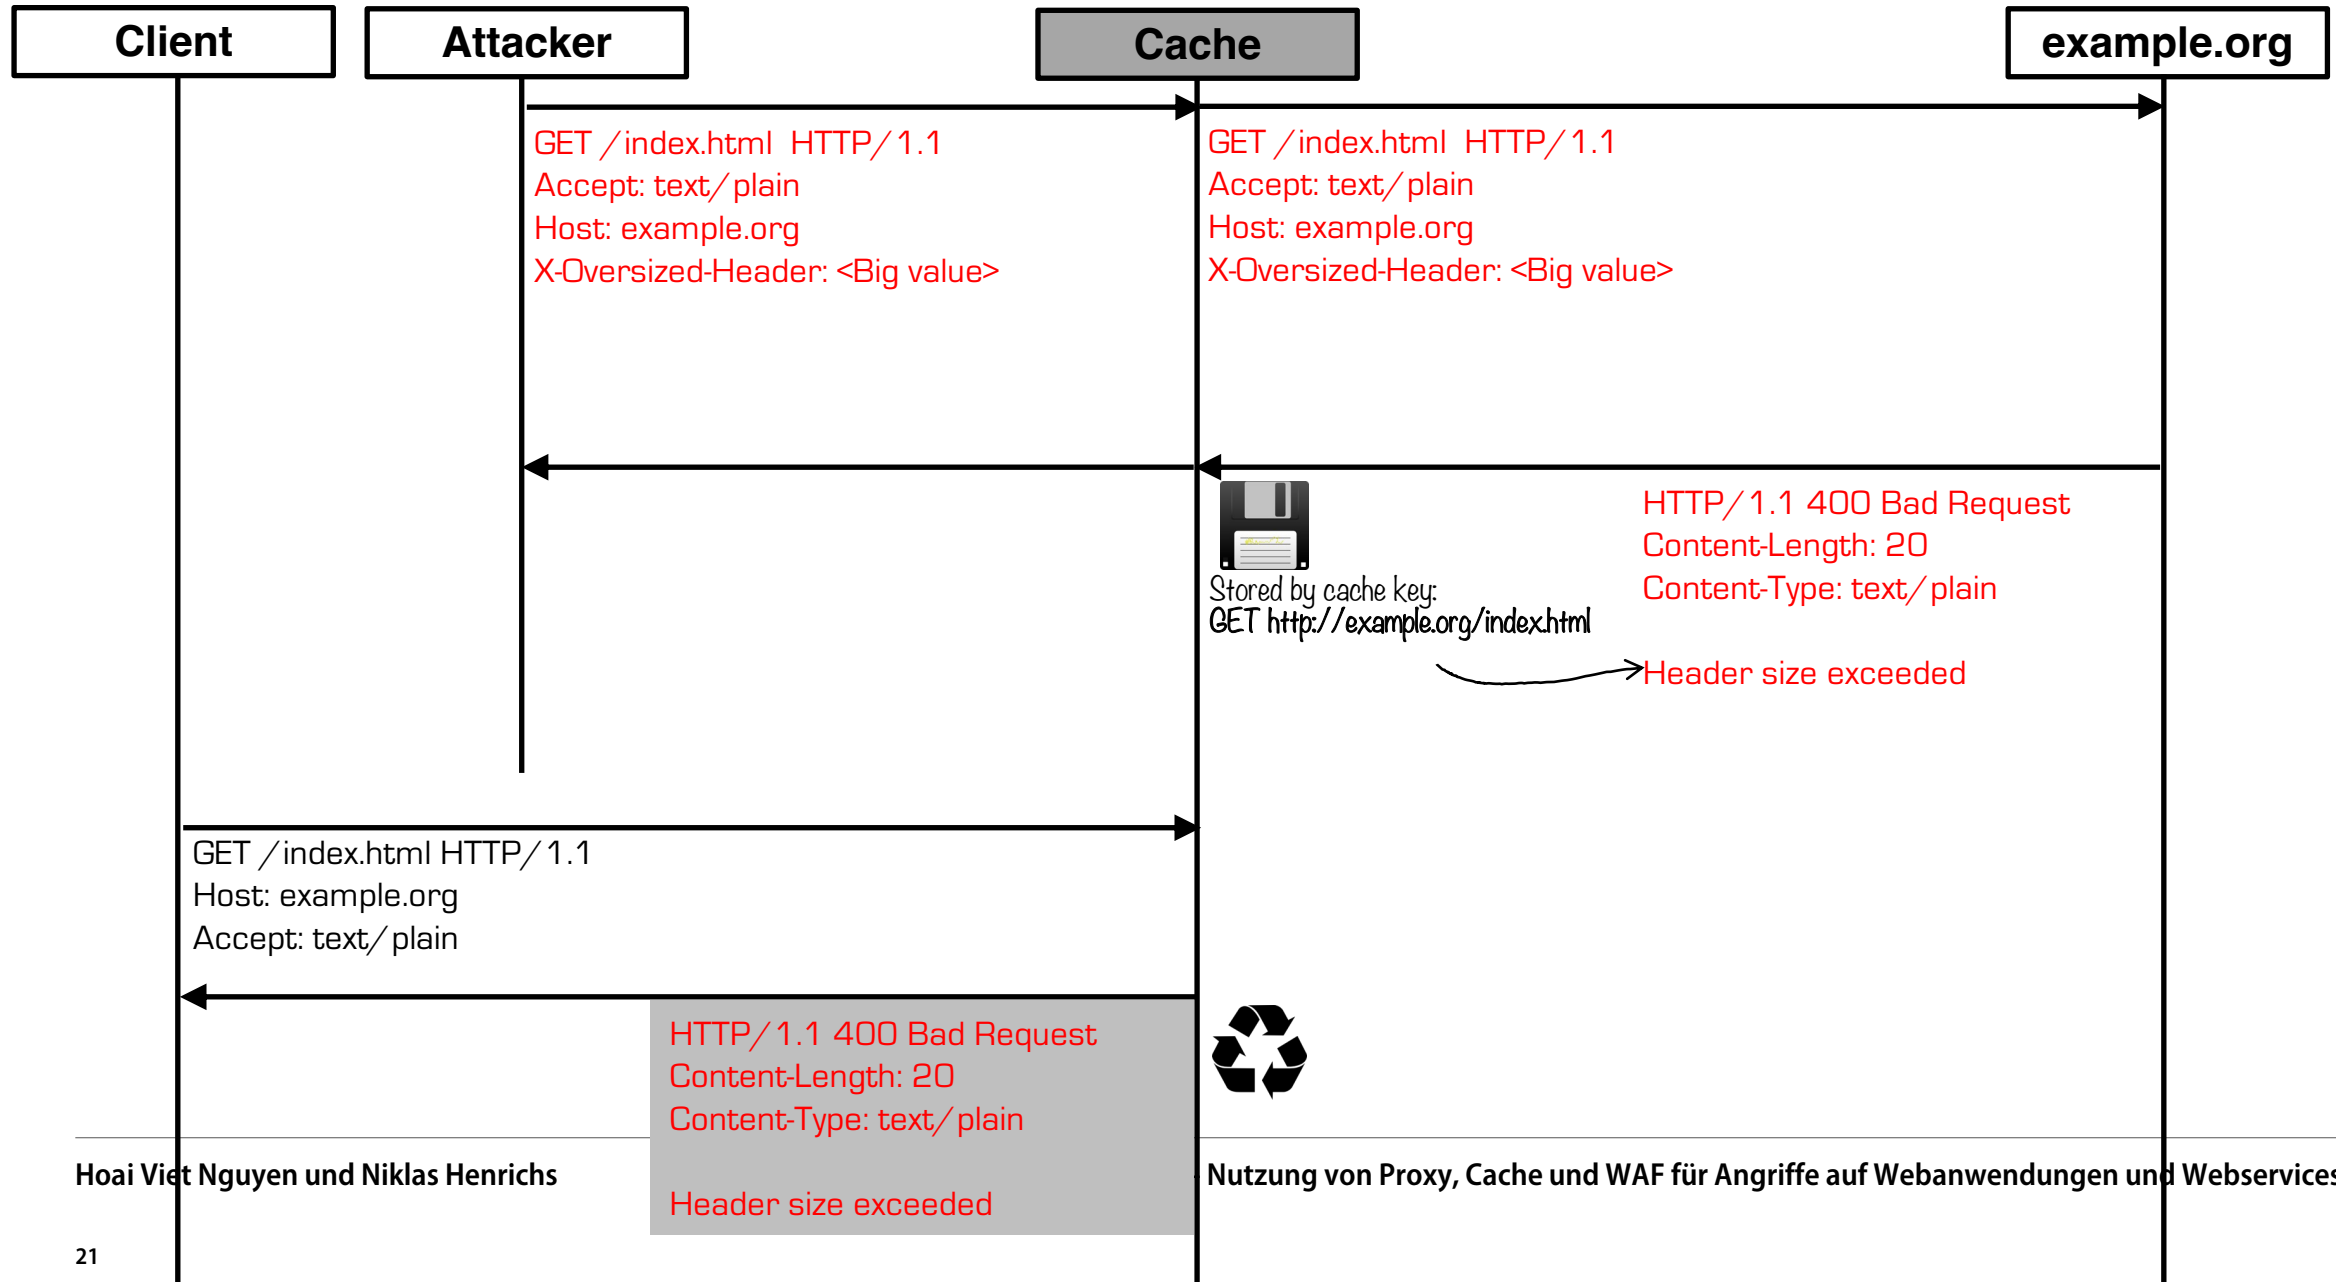 Client
Attacker
Cache
example.org
GET /index.html HTTP/1.1
Accept: text/plain
Host: example.org
X-Oversized-Header: <Big value>
GET /index.html HTTP/1.1
Accept: text/plain
Host: example.org
X-Oversized-Header: <Big value>
Stored by cache key:
GET http://example.org/index.html
HTTP/1.1 400 Bad Request
Content-Length: 20
Content-Type: text/plain
Header size exceeded
GET /index.html HTTP/1.1
Host: example.org
Accept: text/plain
HTTP/1.1 400 Bad Request
Content-Length: 20
Content-Type: text/plain
Header size exceeded
Hoai Viet Nguyen und Niklas Henrichs
- Nutzung von Proxy, Cache und WAF für Angriffe auf Webanwendungen und Webservices
21